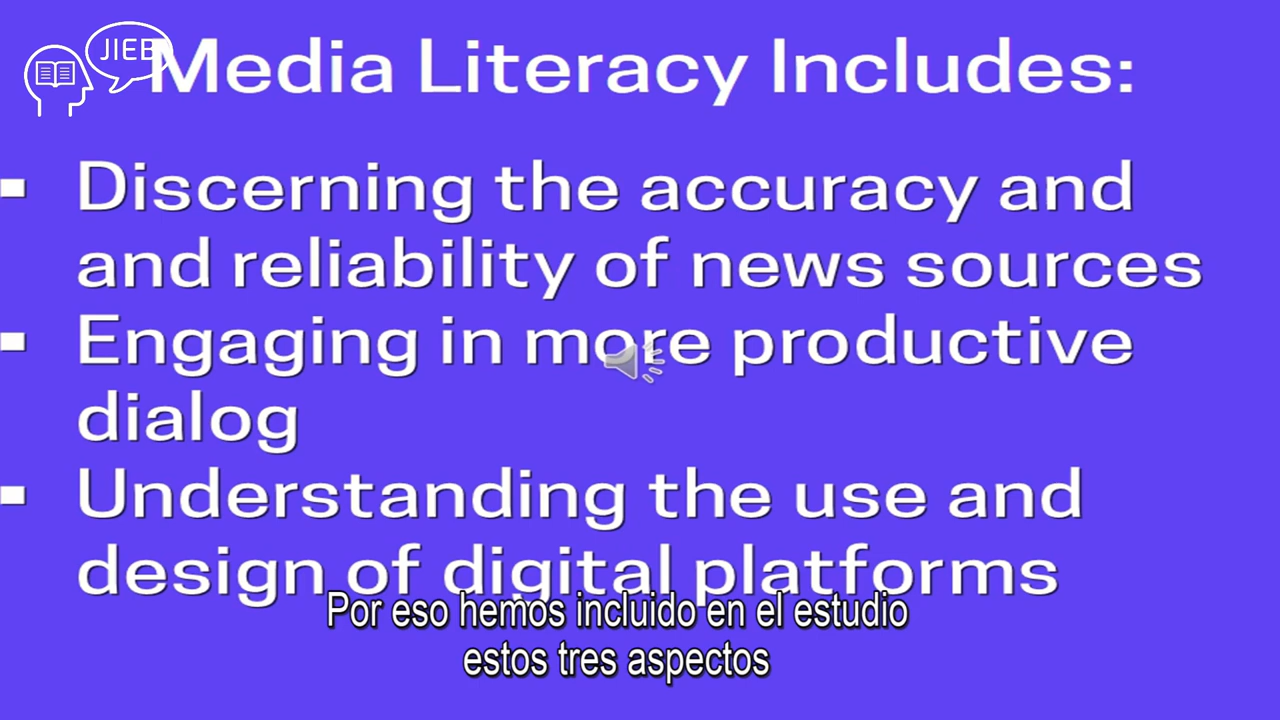 JIEB
Media Literacy Includes:
▪ Discerning the accuracy and
and reliability of news sources
▪ Engaging in more productive
dialog
▪ Understanding the use and
design of digital platforms
Por eso hemos incluido en el estudio
estos tres aspectos